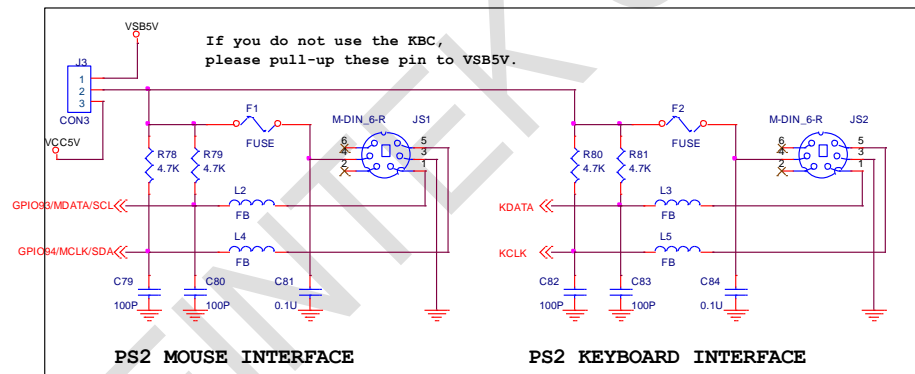 VSB5V
If you do not use the KBC,
please pull-up these pin to VSB5V.
J3
1
2
3
CON3
VCC5V
F1
FUSE
M-DIN_6-R
JS1
6
4
2
5
3
1
F2
FUSE
M-DIN_6-R
JS2
6
4
2
5
3
1
R78
4.7K
R79
4.7K
R80
4.7K
R81
4.7K
L2
FB
L3
FB
GPIO93/MDATA/SCL
KDATA
L4
FB
L5
FB
GPIO94/MCLK/SDA
KCLK
C79
100P
C80
100P
C81
0.1U
C82
100P
C83
100P
C84
0.1U
PS2 MOUSE INTERFACE
PS2 KEYBOARD INTERFACE